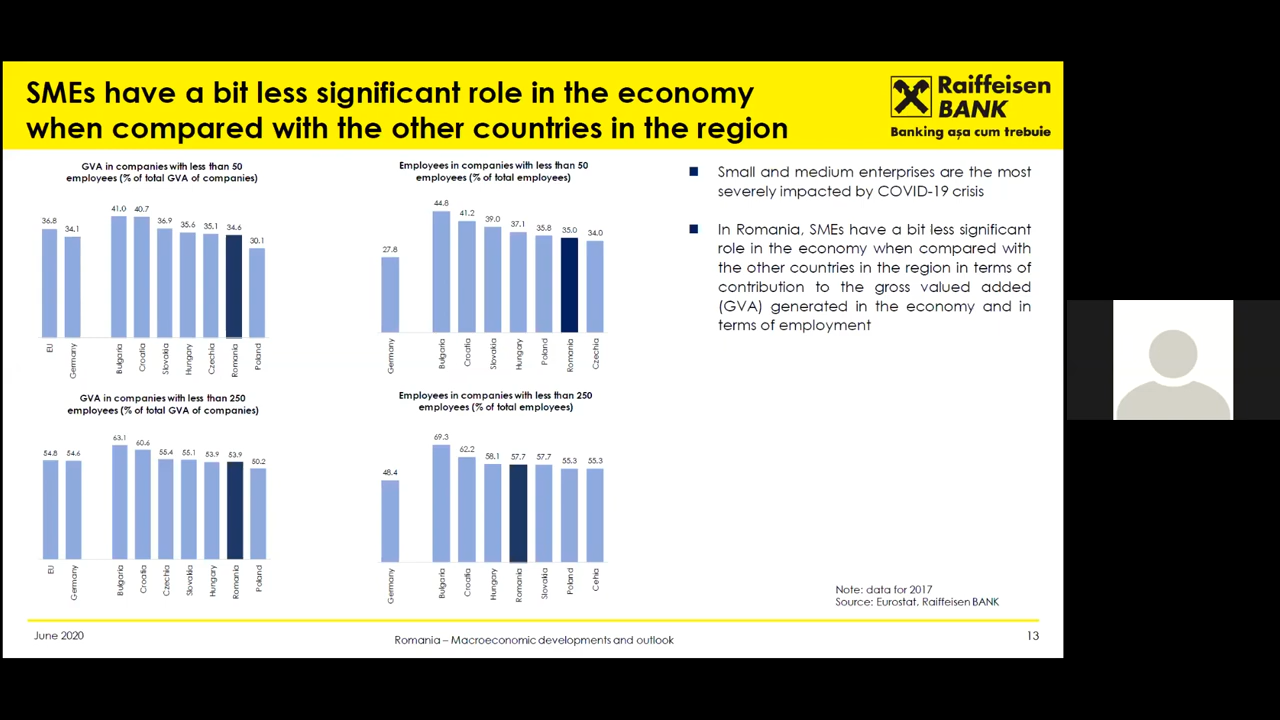 SMEs have a bit less significant role in the economy
when compared with the other countries in the region
Raiffeisen
BANK
Banking așa cum trebuie
GVA in companies with less than 50
employees (% of total GVA of companies)
36.8
34.1
41.0
40.7
36.9
35.6
35.1
34.6
30.1
EU
Germany
Bulgaria
Croatia
Slovakia
Hungary
Czechia
Romania
Poland
Employees in companies with less than 50
employees (% of total employees)
27.8
44.8
41.2
39.0
37.1
35.8
35.0
34.0
Germany
Bulgaria
Croatia
Slovakia
Hungary
Poland
Romania
Czechia
GVA in companies with less than 250
employees (% of total GVA of companies)
54.8
54.6
63.1
60.6
55.4
55.1
53.9
53.9
50.2
EU
Germany
Bulgaria
Croatia
Czechia
Slovakia
Hungary
Romania
Poland
Employees in companies with less than 250
employees (% of total employees)
48.4
69.3
62.2
58.1
57.7
57.7
55.3
55.3
Germany
Bulgaria
Croatia
Hungary
Romania
Slovakia
Poland
Cehia
Small and medium enterprises are the most
severely impacted by COVID-19 crisis
In Romania, SMEs have a bit less significant
role in the economy when compared with
the other countries in the region in terms of
contribution to the gross valued added
(GVA) generated in the economy and in
terms of employment
Note: data for 2017
Source: Eurostat, Raiffeisen BANK
June 2020
Romania – Macroeconomic developments and outlook
13